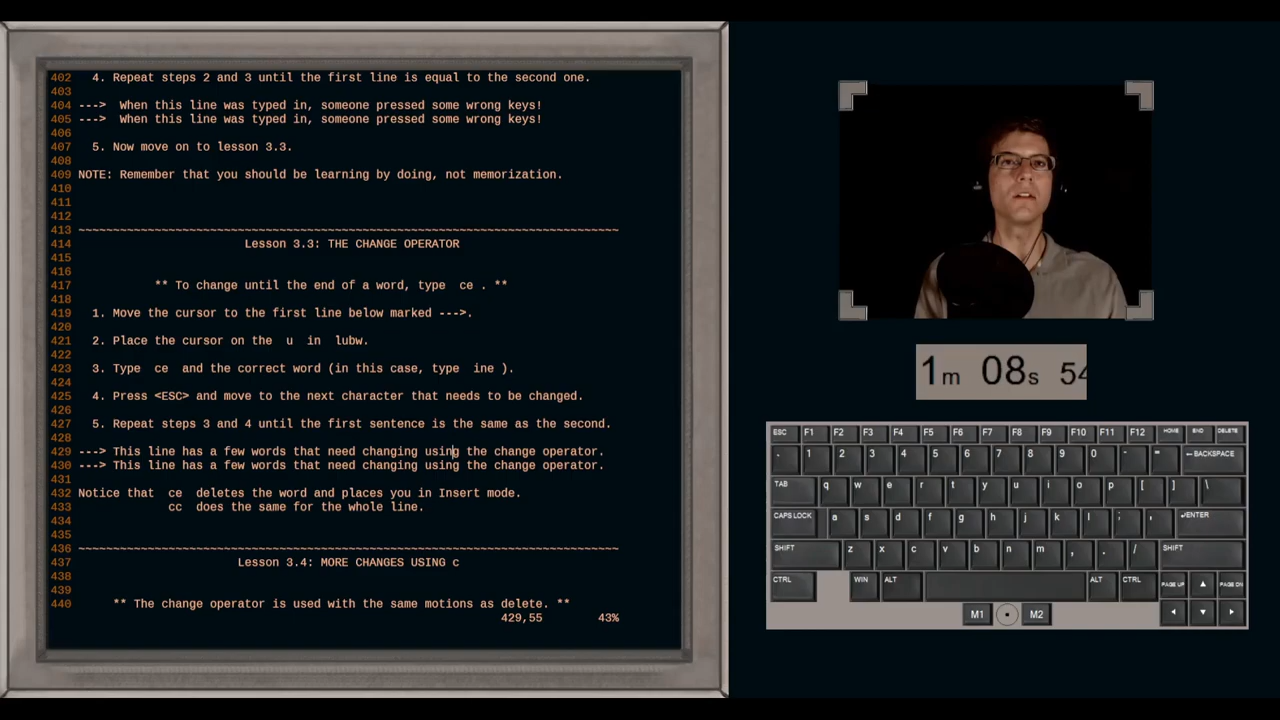 402   4. Repeat steps 2 and 3 until the first line is equal to the second one.
403
404 --->  When this line was typed in, someone pressed some wrong keys!
405 --->  When this line was typed in, someone pressed some wrong keys!
406
407   5. Now move on to lesson 3.3.
408
409 NOTE: Remember that you should be learning by doing, not memorization.
410
411
412
413 ~~~~~~~~~~~~~~~~~~~~~~~~~~~~~~~~~~~~~~~~~~~~~~~~~~~~~~~~~~~~~~~~~~~~~~~~~~~~~~
414                         Lesson 3.3: THE CHANGE OPERATOR
415
416
417            ** To change until the end of a word, type  ce . **
418
419   1. Move the cursor to the first line below marked --->.
420
421   2. Place the cursor on the  u  in  lubw.
422
423   3. Type  ce  and the correct word (in this case, type  ine ).
424
425   4. Press <ESC> and move to the next character that needs to be changed.
426
427   5. Repeat steps 3 and 4 until the first sentence is the same as the second.
428
429 ---> This line has a few words that need changing using the change operator.
430 ---> This line has a few words that need changing using the change operator.
431
432 Notice that  ce  deletes the word and places you in Insert mode.
433              cc  does the same for the whole line.
434
435
436 ~~~~~~~~~~~~~~~~~~~~~~~~~~~~~~~~~~~~~~~~~~~~~~~~~~~~~~~~~~~~~~~~~~~~~~~~~~~~~~
437                        Lesson 3.4: MORE CHANGES USING c
438
439
440      ** The change operator is used with the same motions as delete. **
429,55 43%
1m 08s 54
ESC F1 F2 F3 F4 F5 F6 F7 F8 F9 F10 F11 F12 HOME END DELETE
1 2 3 4 5 6 7 8 9 0 - = BACKSPACE
TAB q w e r t y u i o p [ ] \
CAPS LOCK a s d f g h j k l ; ' ENTER
SHIFT z x c v b n m , . / SHIFT
CTRL WIN ALT ALT CTRL PAGE UP PAGE DN
M1 M2